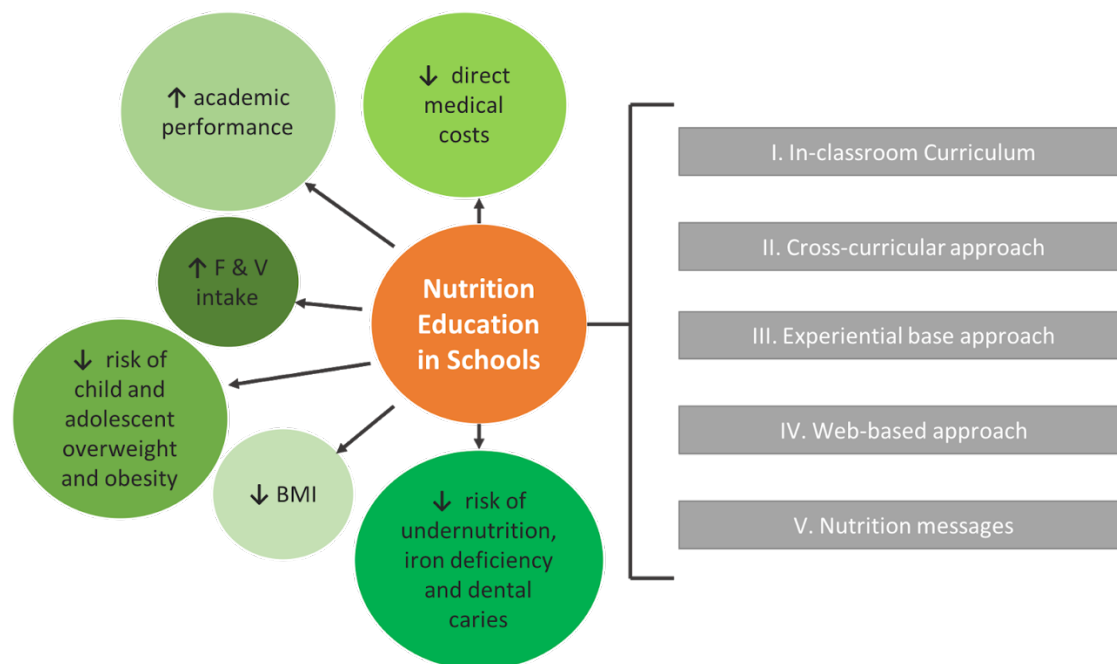 ↑ academic
performance
↓ direct
medical
costs
↑ F & V
intake
↓ risk of
child and
adolescent
overweight
and obesity
↓ BMI
↓ risk of
undernutrition,
iron deficiency
and dental
caries
Nutrition
Education
in Schools
I. In-classroom Curriculum
II. Cross-curricular approach
III. Experiential base approach
IV. Web-based approach
V. Nutrition messages